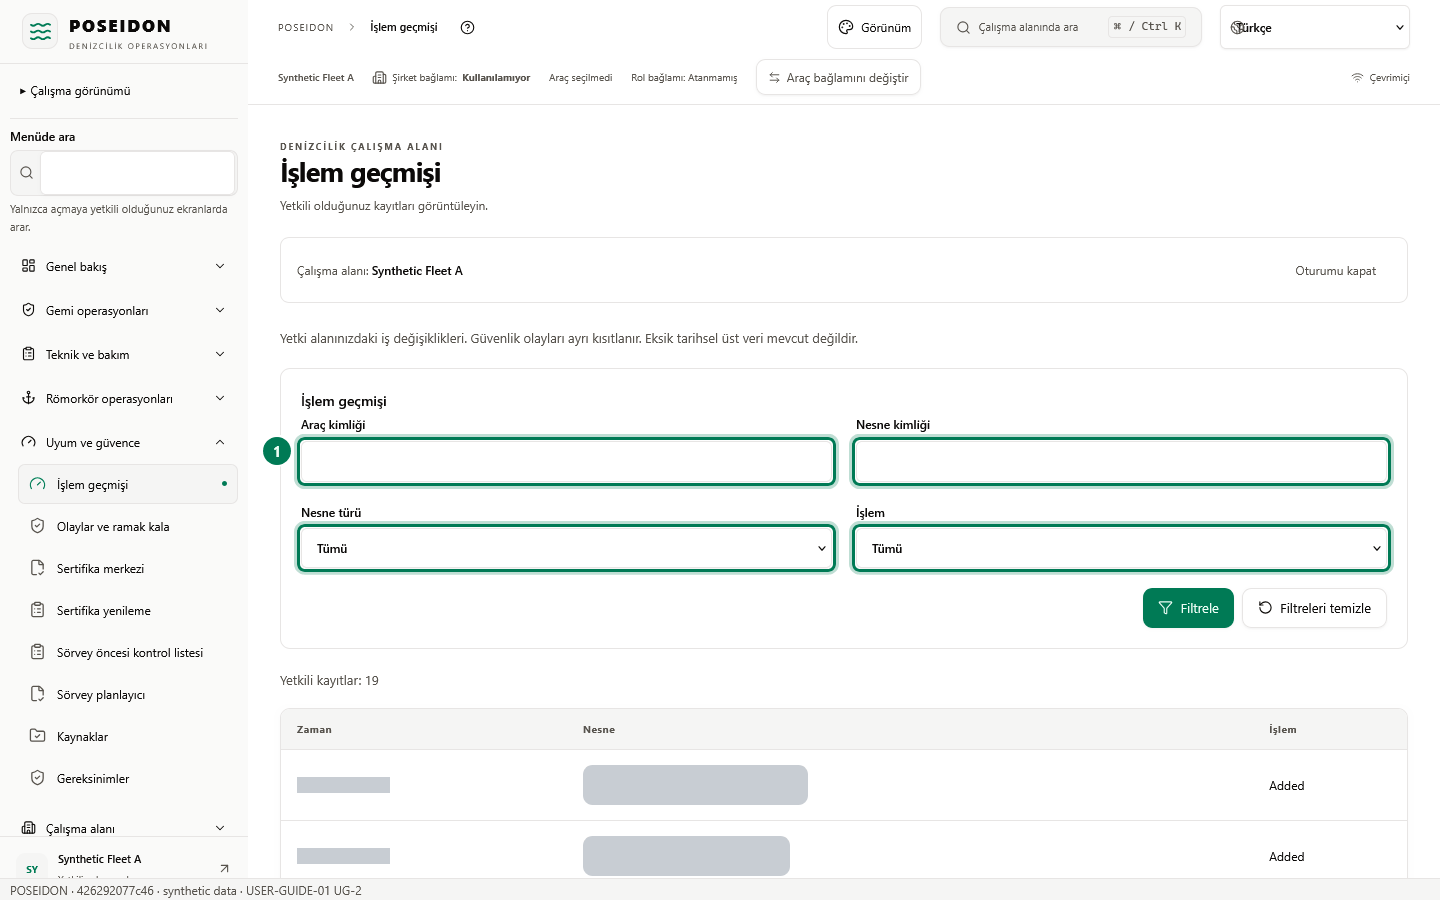 POSEIDON
DENİZCİLİK OPERASYONLARI
Çalışma görünümü
Menüde ara
Yalnızca açmaya yetkili olduğunuz ekranlarda
arar.
Genel bakış
Gemi operasyonları
Teknik ve bakım
Römorkör operasyonları
Uyum ve güvence
İşlem geçmişi
Olaylar ve ramak kala
Sertifika merkezi
Sertifika yenileme
Sörvey öncesi kontrol listesi
Sörvey planlayıcı
Kaynaklar
Gereksinimler
Çalışma alanı
SY
Synthetic Fleet A
POSEIDON
İşlem geçmişi
Görünüm
Çalışma alanında ara
⌘ / Ctrl K
Türkçe
Synthetic Fleet A
Şirket bağlamı: Kullanılamıyor
Araç seçilmedi
Rol bağlamı: Atanmamış
Araç bağlamını değiştir
Çevrimiçi
DENİZCİLİK ÇALIŞMA ALANI
İşlem geçmişi
Yetkili olduğunuz kayıtları görüntüleyin.
Çalışma alanı: Synthetic Fleet A
Oturumu kapat
Yetki alanınızdaki iş değişiklikleri. Güvenlik olayları ayrı kısıtlanır. Eksik tarihsel üst veri mevcut değildir.
İşlem geçmişi
Araç kimliği
Nesne kimliği
1
Nesne türü
İşlem
Tümü
Tümü
Filtrele
Filtreleri temizle
Yetkili kayıtlar: 19
Zaman
Nesne
İşlem
Added
Added
POSEIDON · 426292077c46 · synthetic data · USER-GUIDE-01 UG-2